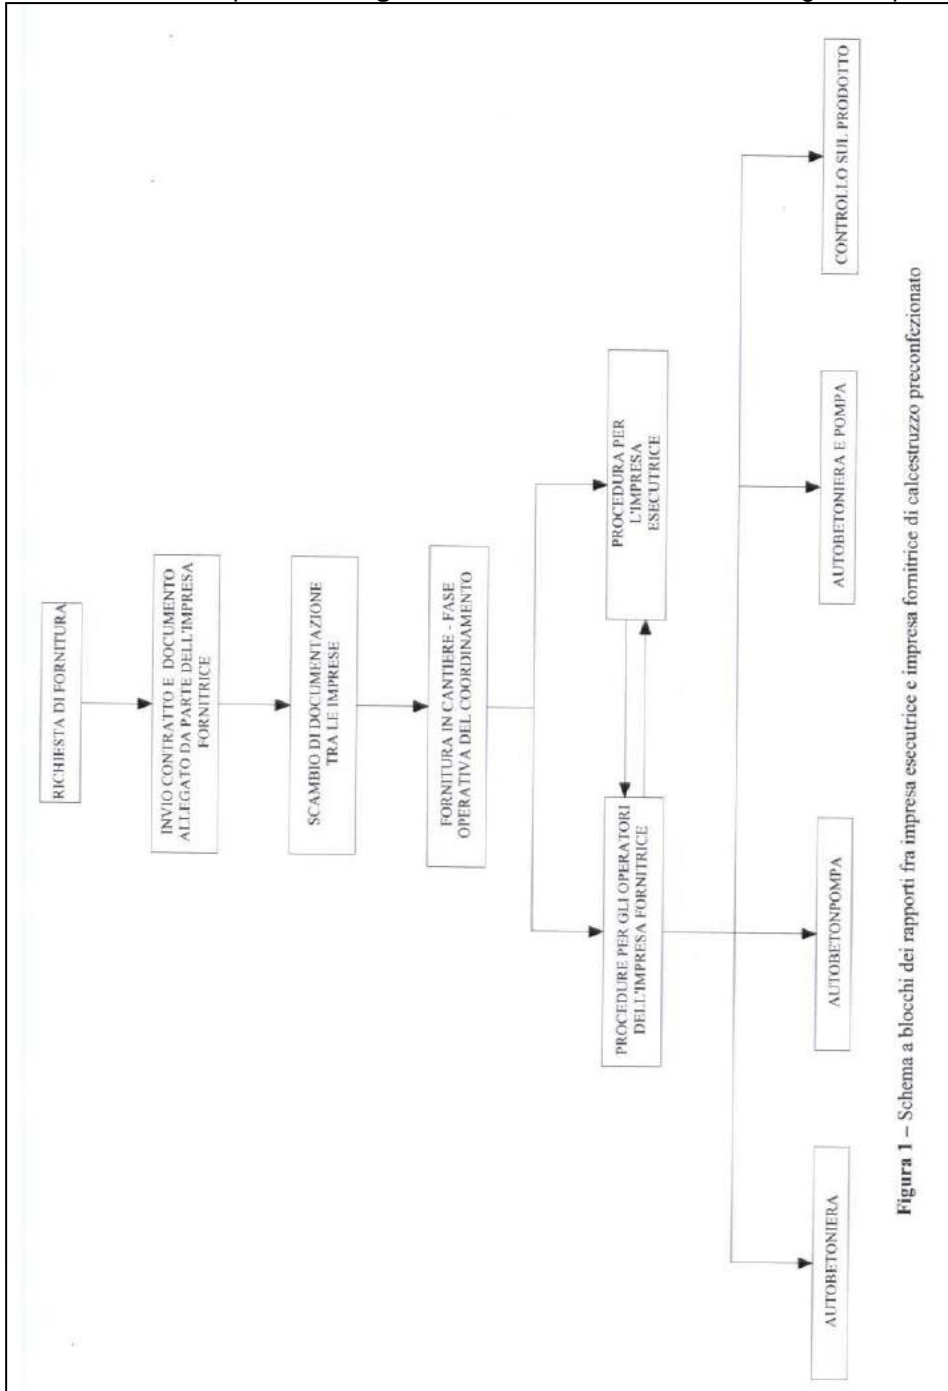 RICHIESTA DI FORNITURA
INVIO CONTRATTO E DOCUMENTO
ALLEGATO DA PARTE DELL'IMPRESA
FORNITRICE
SCAMBIO DI DOCUMENTAZIONE
TRA LE IMPRESE
FORNITURA IN CANTIERE - FASE
OPERATIVA DEL COORDINAMENTO
PROCEDURE PER GLI OPERATORI
DELL'IMPRESA FORNITRICE
PROCEDURA PER
L'IMPRESA
ESECUTRICE
AUTOBETONIERA
AUTOBETONPOMPA
AUTOBETONIERA E POMPA
CONTROLLO SUL PRODOTTO
Figura 1 – Schema a blocchi dei rapporti fra impresa esecutrice e impresa fornitrice di calcestruzzo preconfezionato